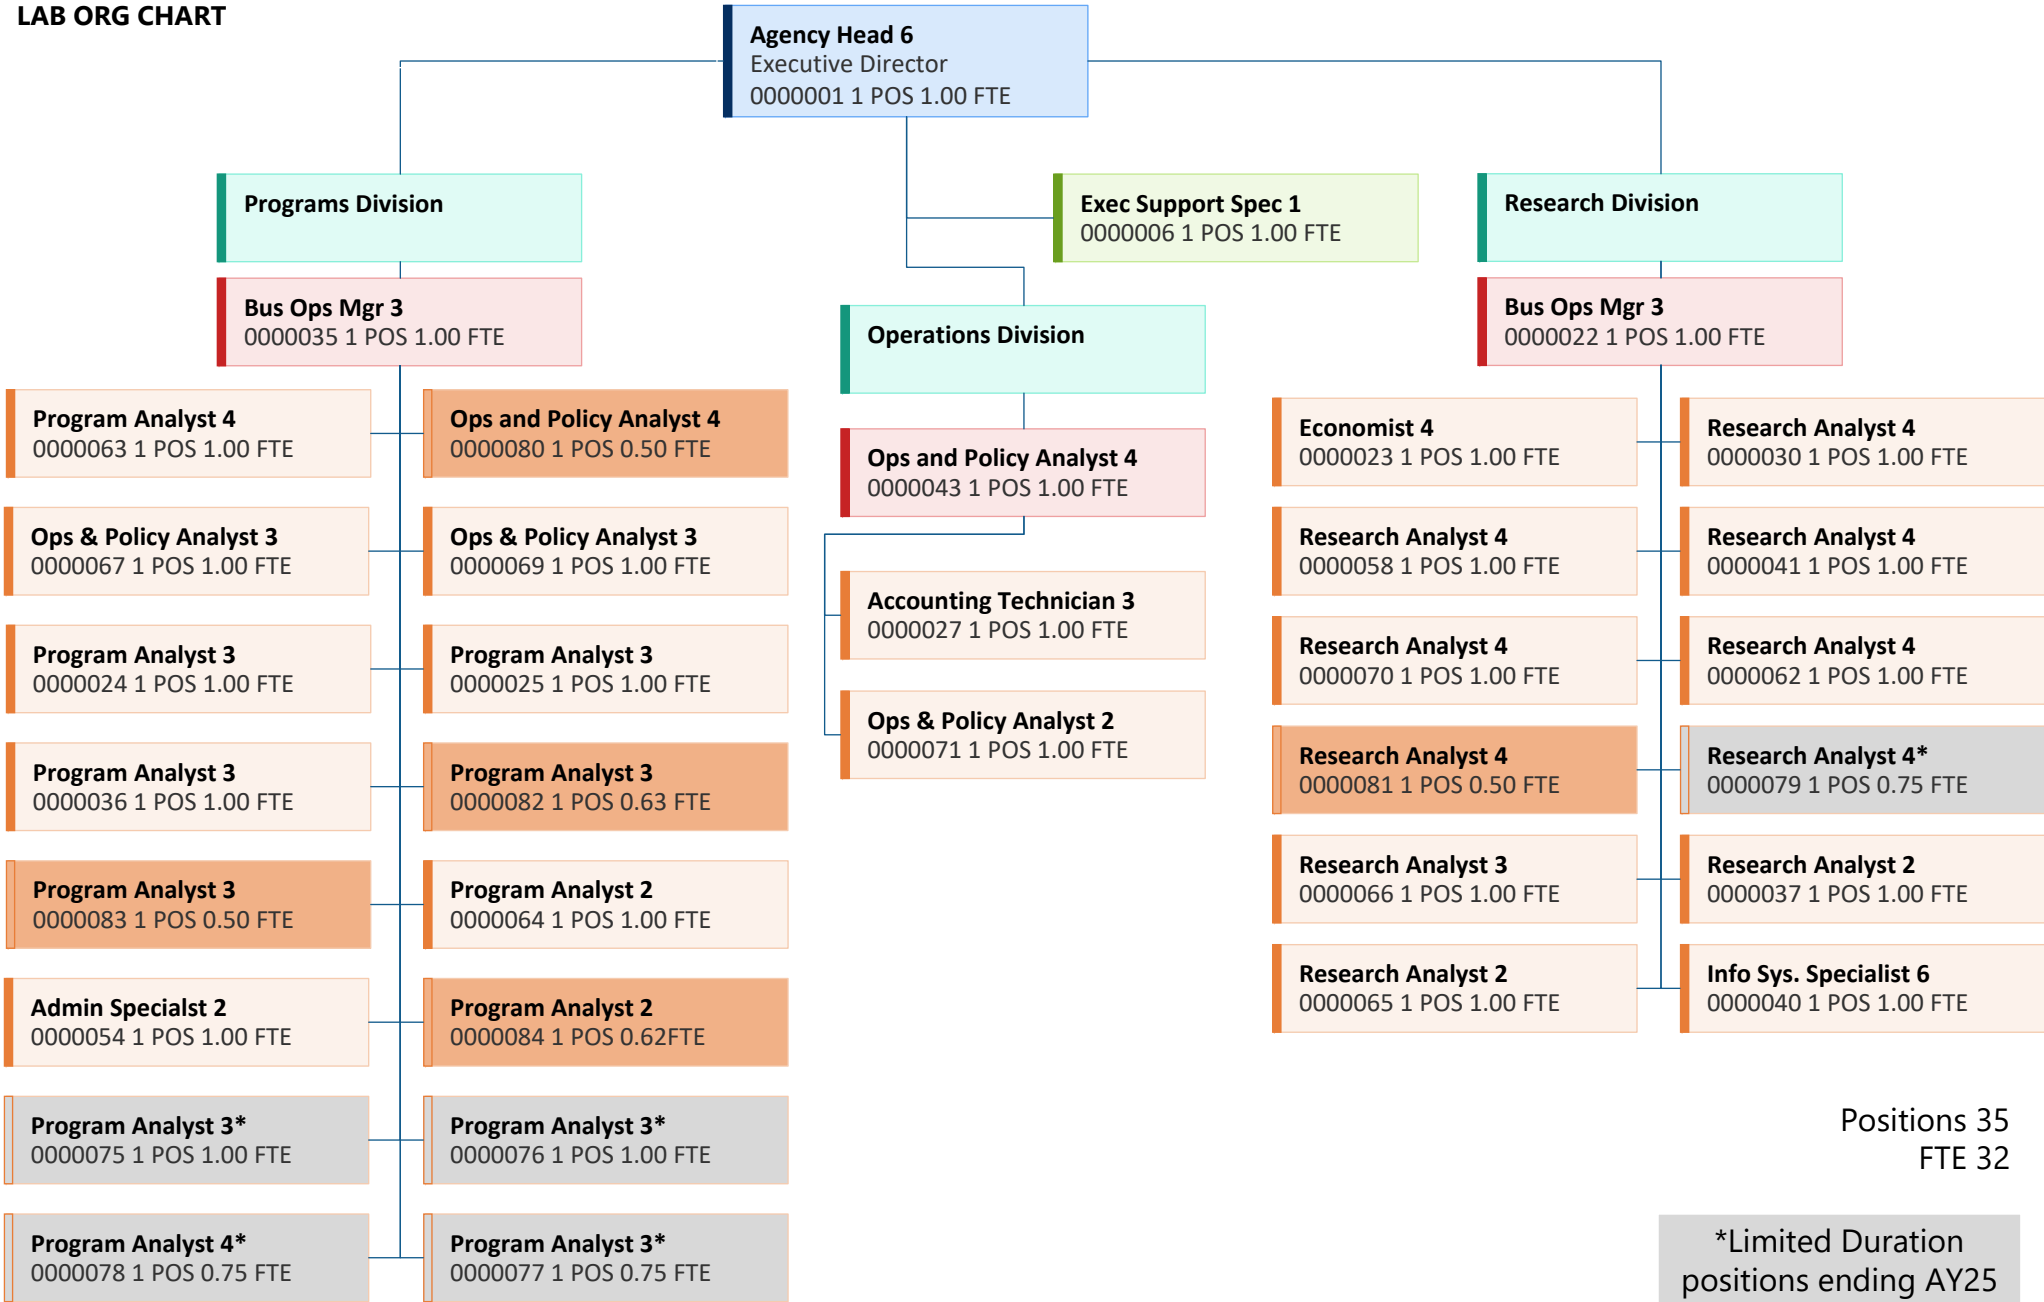 LAB ORG CHART
Agency Head 6
Executive Director
0000001 1 POS 1.00 FTE
Programs Division
Exec Support Spec 1
0000006 1 POS 1.00 FTE
Research Division
Bus Ops Mgr 3
0000035 1 POS 1.00 FTE
Operations Division
Bus Ops Mgr 3
0000022 1 POS 1.00 FTE
Program Analyst 4
0000063 1 POS 1.00 FTE
Ops and Policy Analyst 4
0000080 1 POS 0.50 FTE
Ops & Policy Analyst 3
0000067 1 POS 1.00 FTE
Ops & Policy Analyst 3
0000069 1 POS 1.00 FTE
Program Analyst 3
0000024 1 POS 1.00 FTE
Program Analyst 3
0000025 1 POS 1.00 FTE
Program Analyst 3
0000036 1 POS 1.00 FTE
Program Analyst 3
0000082 1 POS 0.63 FTE
Program Analyst 3
0000083 1 POS 0.50 FTE
Program Analyst 2
0000064 1 POS 1.00 FTE
Admin Specialst 2
0000054 1 POS 1.00 FTE
Program Analyst 2
0000084 1 POS 0.62FTE
Program Analyst 3*
0000075 1 POS 1.00 FTE
Program Analyst 3*
0000076 1 POS 1.00 FTE
Program Analyst 4*
0000078 1 POS 0.75 FTE
Program Analyst 3*
0000077 1 POS 0.75 FTE
Ops and Policy Analyst 4
0000043 1 POS 1.00 FTE
Accounting Technician 3
0000027 1 POS 1.00 FTE
Ops & Policy Analyst 2
0000071 1 POS 1.00 FTE
Economist 4
0000023 1 POS 1.00 FTE
Research Analyst 4
0000030 1 POS 1.00 FTE
Research Analyst 4
0000058 1 POS 1.00 FTE
Research Analyst 4
0000041 1 POS 1.00 FTE
Research Analyst 4
0000070 1 POS 1.00 FTE
Research Analyst 4
0000062 1 POS 1.00 FTE
Research Analyst 4
0000081 1 POS 0.50 FTE
Research Analyst 4*
0000079 1 POS 0.75 FTE
Research Analyst 3
0000066 1 POS 1.00 FTE
Research Analyst 2
0000037 1 POS 1.00 FTE
Research Analyst 2
0000065 1 POS 1.00 FTE
Info Sys. Specialist 6
0000040 1 POS 1.00 FTE
Positions 35
FTE 32
*Limited Duration
positions ending AY25